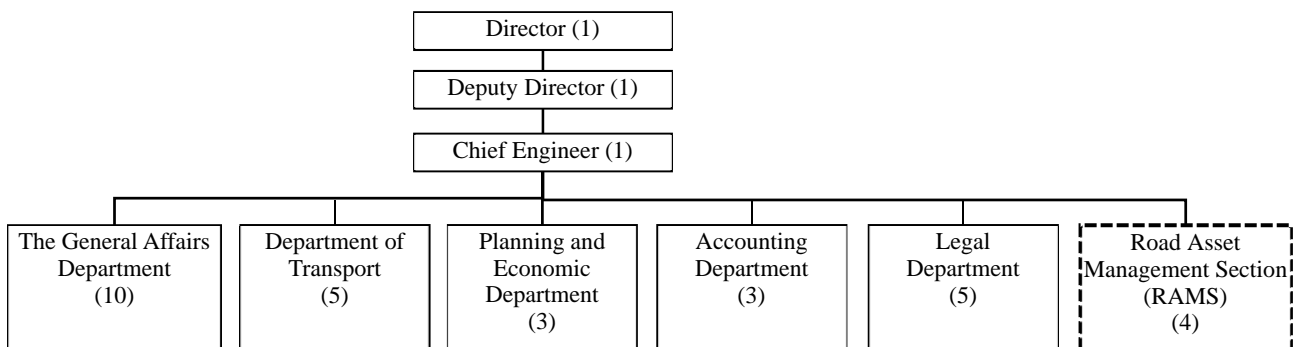 Director (1)
Deputy Director (1)
Chief Engineer (1)
The General Affairs
Department
(10)
Department of
Transport
(5)
Planning and
Economic
Department
(3)
Accounting
Department
(3)
Legal
Department
(5)
Road Asset
Management Section
(RAMS)
(4)